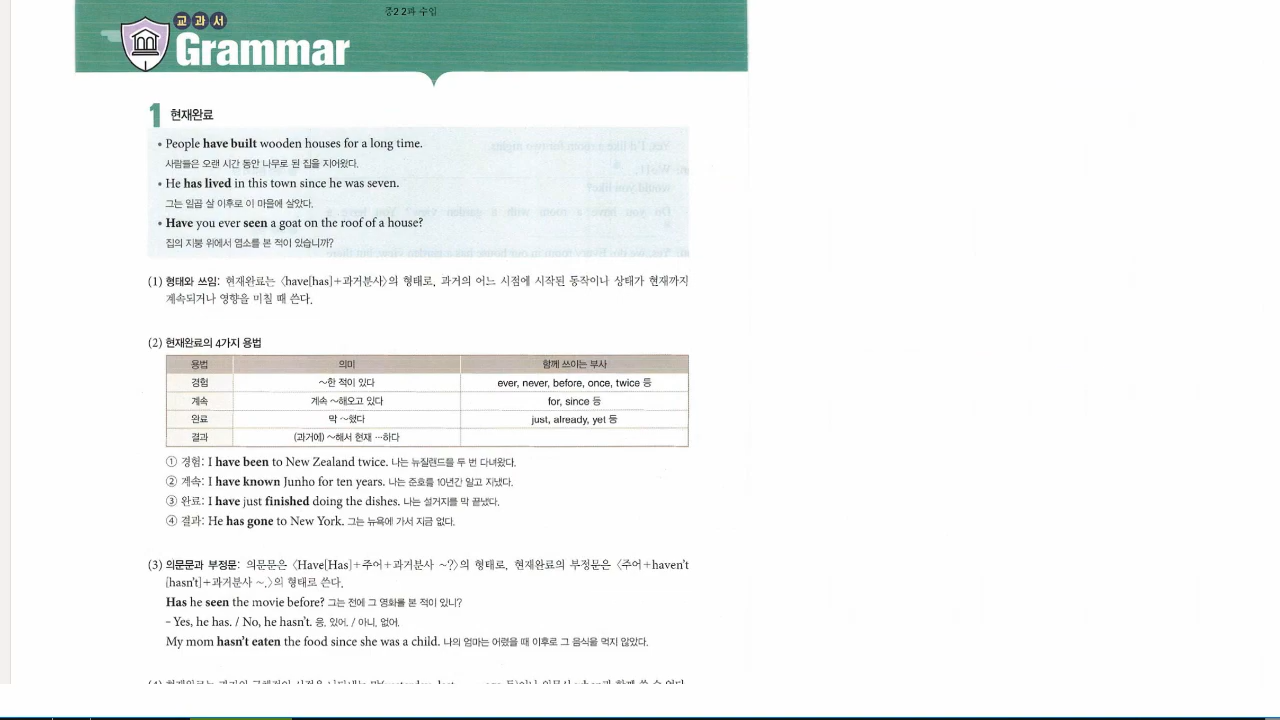 중2 2과 수임
교과서
Grammar
1 현재완료
• People have built wooden houses for a long time.
사람들은 오랜 시간 동안 나무로 된 집을 지어왔다.
• He has lived in this town since he was seven.
그는 일곱 살 이후로 이 마을에 살았다.
• Have you ever seen a goat on the roof of a house?
집의 지붕 위에서 염소를 본 적이 있습니까?
(1) 형태와 쓰임: 현재완료는 〈have[has]+과거분사〉의 형태로, 과거의 어느 시점에 시작된 동작이나 상태가 현재까지
계속되거나 영향을 미칠 때 쓴다.
(2) 현재완료의 4가지 용법
용법 의미 함께 쓰이는 부사
경험 ~한 적이 있다 ever, never, before, once, twice 등
계속 계속 ~해오고 있다 for, since 등
완료 막 ~했다 just, already, yet 등
결과 (과거에) ~해서 현재 …하다
① 경험: I have been to New Zealand twice. 나는 뉴질랜드를 두 번 다녀왔다.
② 계속: I have known Junho for ten years. 나는 준호를 10년간 알고 지냈다.
③ 완료: I have just finished doing the dishes. 나는 설거지를 막 끝냈다.
④ 결과: He has gone to New York. 그는 뉴욕에 가서 지금 없다.
(3) 의문문과 부정문: 의문문은 〈Have[Has]+주어+과거분사 ~?〉의 형태로, 현재완료의 부정문은 〈주어+haven't
[hasn't]+과거분사 ~.〉의 형태로 쓴다.
Has he seen the movie before? 그는 전에 그 영화를 본 적이 있니?
– Yes, he has. / No, he hasn't. 응, 있어. / 아니, 없어.
My mom hasn't eaten the food since she was a child. 나의 엄마는 어렸을 때 이후로 그 음식을 먹지 않았다.